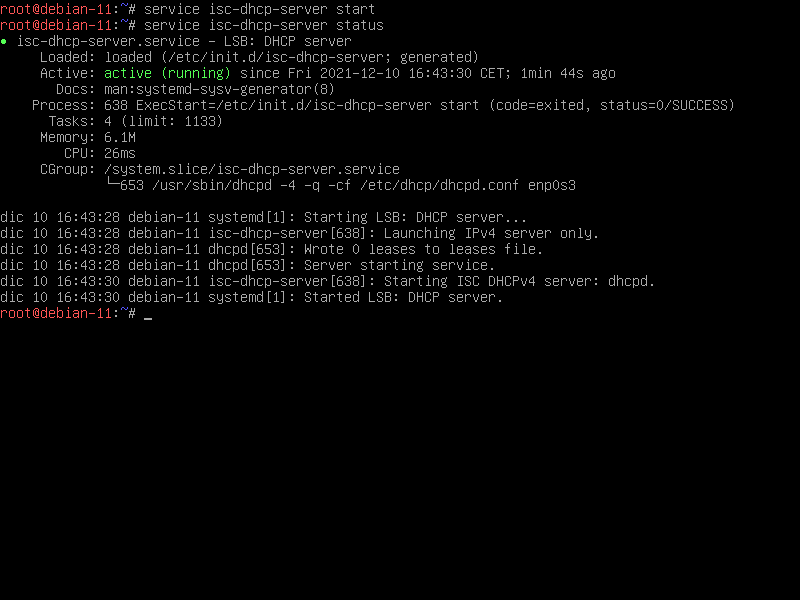 root@debian-11:~# service isc-dhcp-server start
root@debian-11:~# service isc-dhcp-server status
● isc-dhcp-server.service - LSB: DHCP server
     Loaded: loaded (/etc/init.d/isc-dhcp-server; generated)
     Active: active (running) since Fri 2021-12-10 16:43:30 CET; 1min 44s ago
       Docs: man:systemd-sysv-generator(8)
    Process: 638 ExecStart=/etc/init.d/isc-dhcp-server start (code=exited, status=0/SUCCESS)
      Tasks: 4 (limit: 1133)
     Memory: 6.1M
        CPU: 26ms
     CGroup: /system.slice/isc-dhcp-server.service
             └─653 /usr/sbin/dhcpd -4 -q -cf /etc/dhcp/dhcpd.conf enp0s3

dic 10 16:43:28 debian-11 systemd[1]: Starting LSB: DHCP server...
dic 10 16:43:28 debian-11 isc-dhcp-server[638]: Launching IPv4 server only.
dic 10 16:43:28 debian-11 dhcpd[653]: Wrote 0 leases to leases file.
dic 10 16:43:28 debian-11 dhcpd[653]: Server starting service.
dic 10 16:43:30 debian-11 isc-dhcp-server[638]: Starting ISC DHCPv4 server: dhcpd.
dic 10 16:43:30 debian-11 systemd[1]: Started LSB: DHCP server.
root@debian-11:~# _